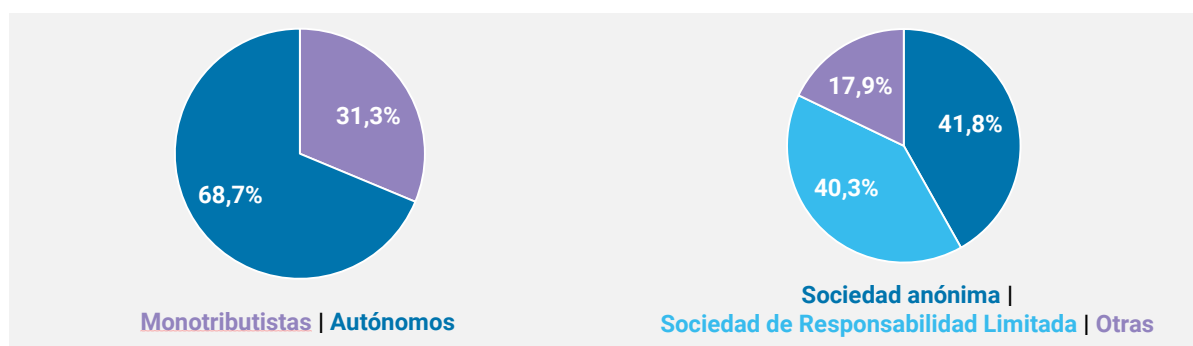 31,3%
68,7%
Monotributistas | Autónomos
17,9%
41,8%
40,3%
Sociedad anónima |
Sociedad de Responsabilidad Limitada | Otras